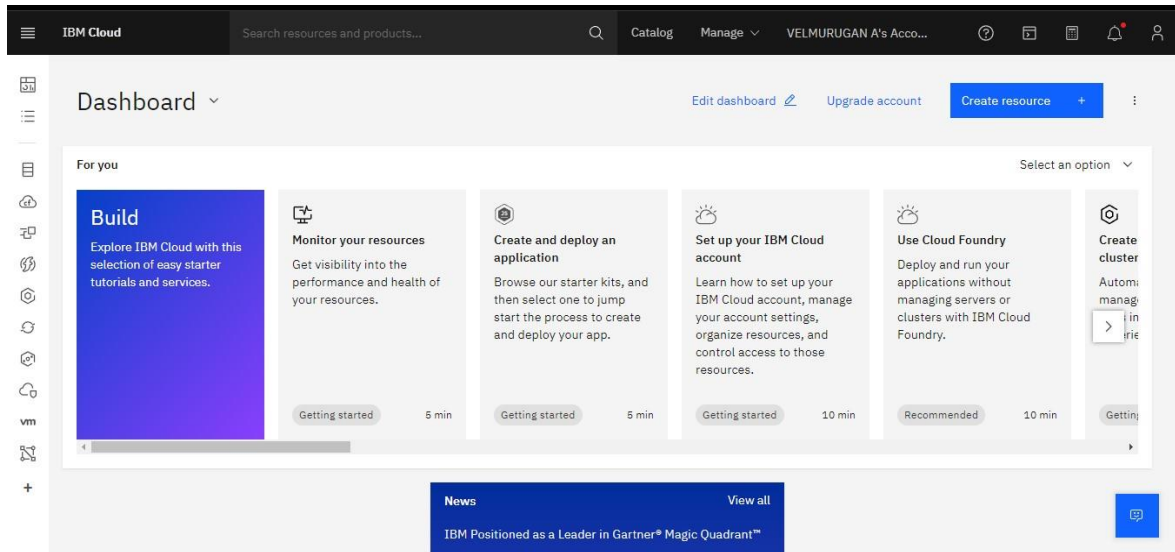 IBM Cloud
Search resources and products...
Catalog
Manage
VELMURUGAN A's Acco...
Dashboard
Edit dashboard
Upgrade account
Create resource +
For you
Select an option
Build
Explore IBM Cloud with this
selection of easy starter
tutorials and services.
Monitor your resources
Get visibility into the
performance and health of
your resources.
Getting started
5 min
Create and deploy an
application
Browse our starter kits, and
then select one to jump
start the process to create
and deploy your app.
Getting started
5 min
Set up your IBM Cloud
account
Learn how to set up your
IBM Cloud account, manage
your account settings,
organize resources, and
control access to those
resources.
Getting started
10 min
Use Cloud Foundry
Deploy and run your
applications without
managing servers or
clusters with IBM Cloud
Foundry.
Recommended
10 min
Create
cluster
vm
News
View all
IBM Positioned as a Leader in Gartner® Magic Quadrant™